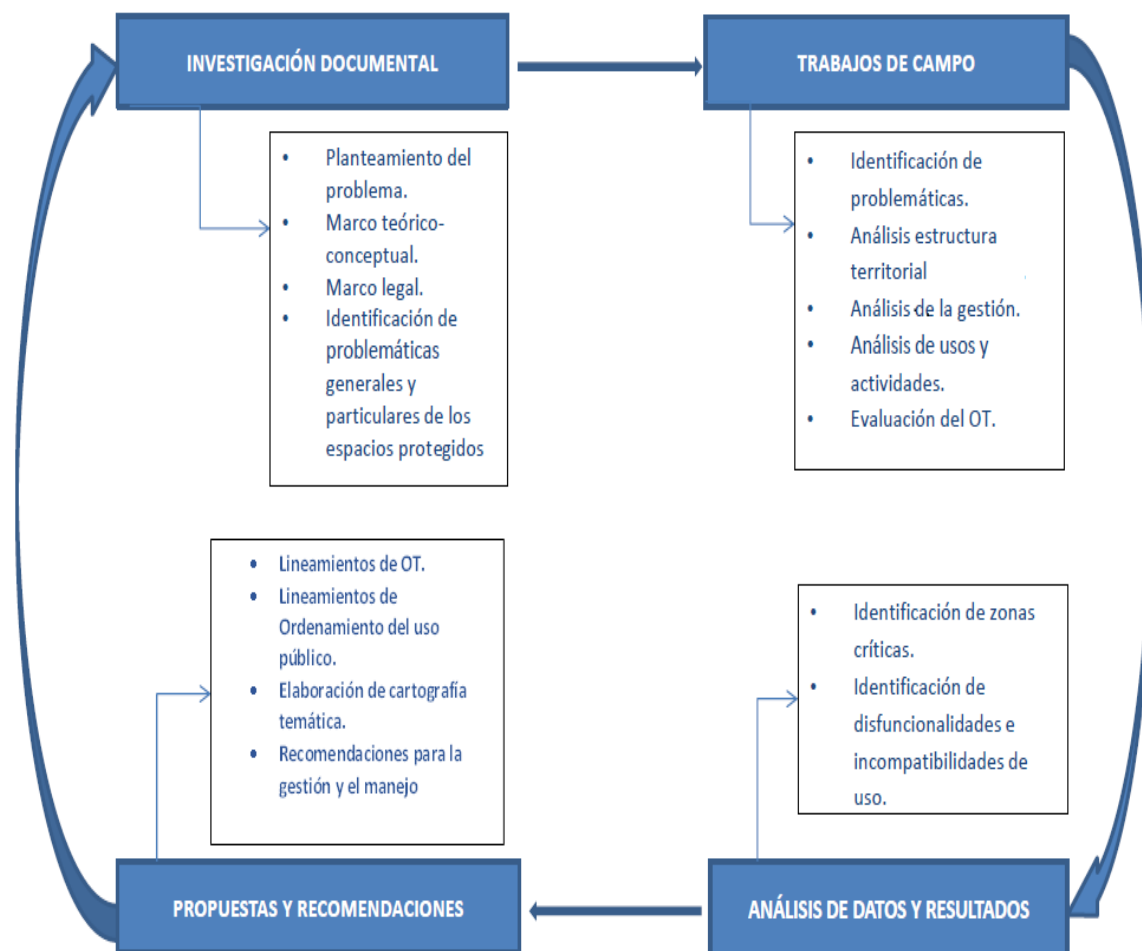 INVESTIGACIÓN DOCUMENTAL
• Planteamiento del
problema.
• Marco teórico-
conceptual.
• Marco legal.
• Identificación de
problemáticas
generales y
particulares de los
espacios protegidos
TRABAJOS DE CAMPO
• Identificación de
problemáticas.
• Análisis estructura
territorial
• Análisis de la gestión.
• Análisis de usos y
actividades.
• Evaluación del OT.
• Identificación de zonas
críticas.
• Identificación de
disfuncionalidades e
incompatibilidades de
uso.
ANÁLISIS DE DATOS Y RESULTADOS
• Lineamientos de OT.
• Lineamientos de
Ordenamiento del uso
público.
• Elaboración de cartografía
temática.
• Recomendaciones para la
gestión y el manejo
PROPUESTAS Y RECOMENDACIONES